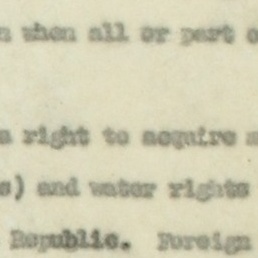 n when all or part o
a right to acquire a
s) and water rights
Republic. Foreign